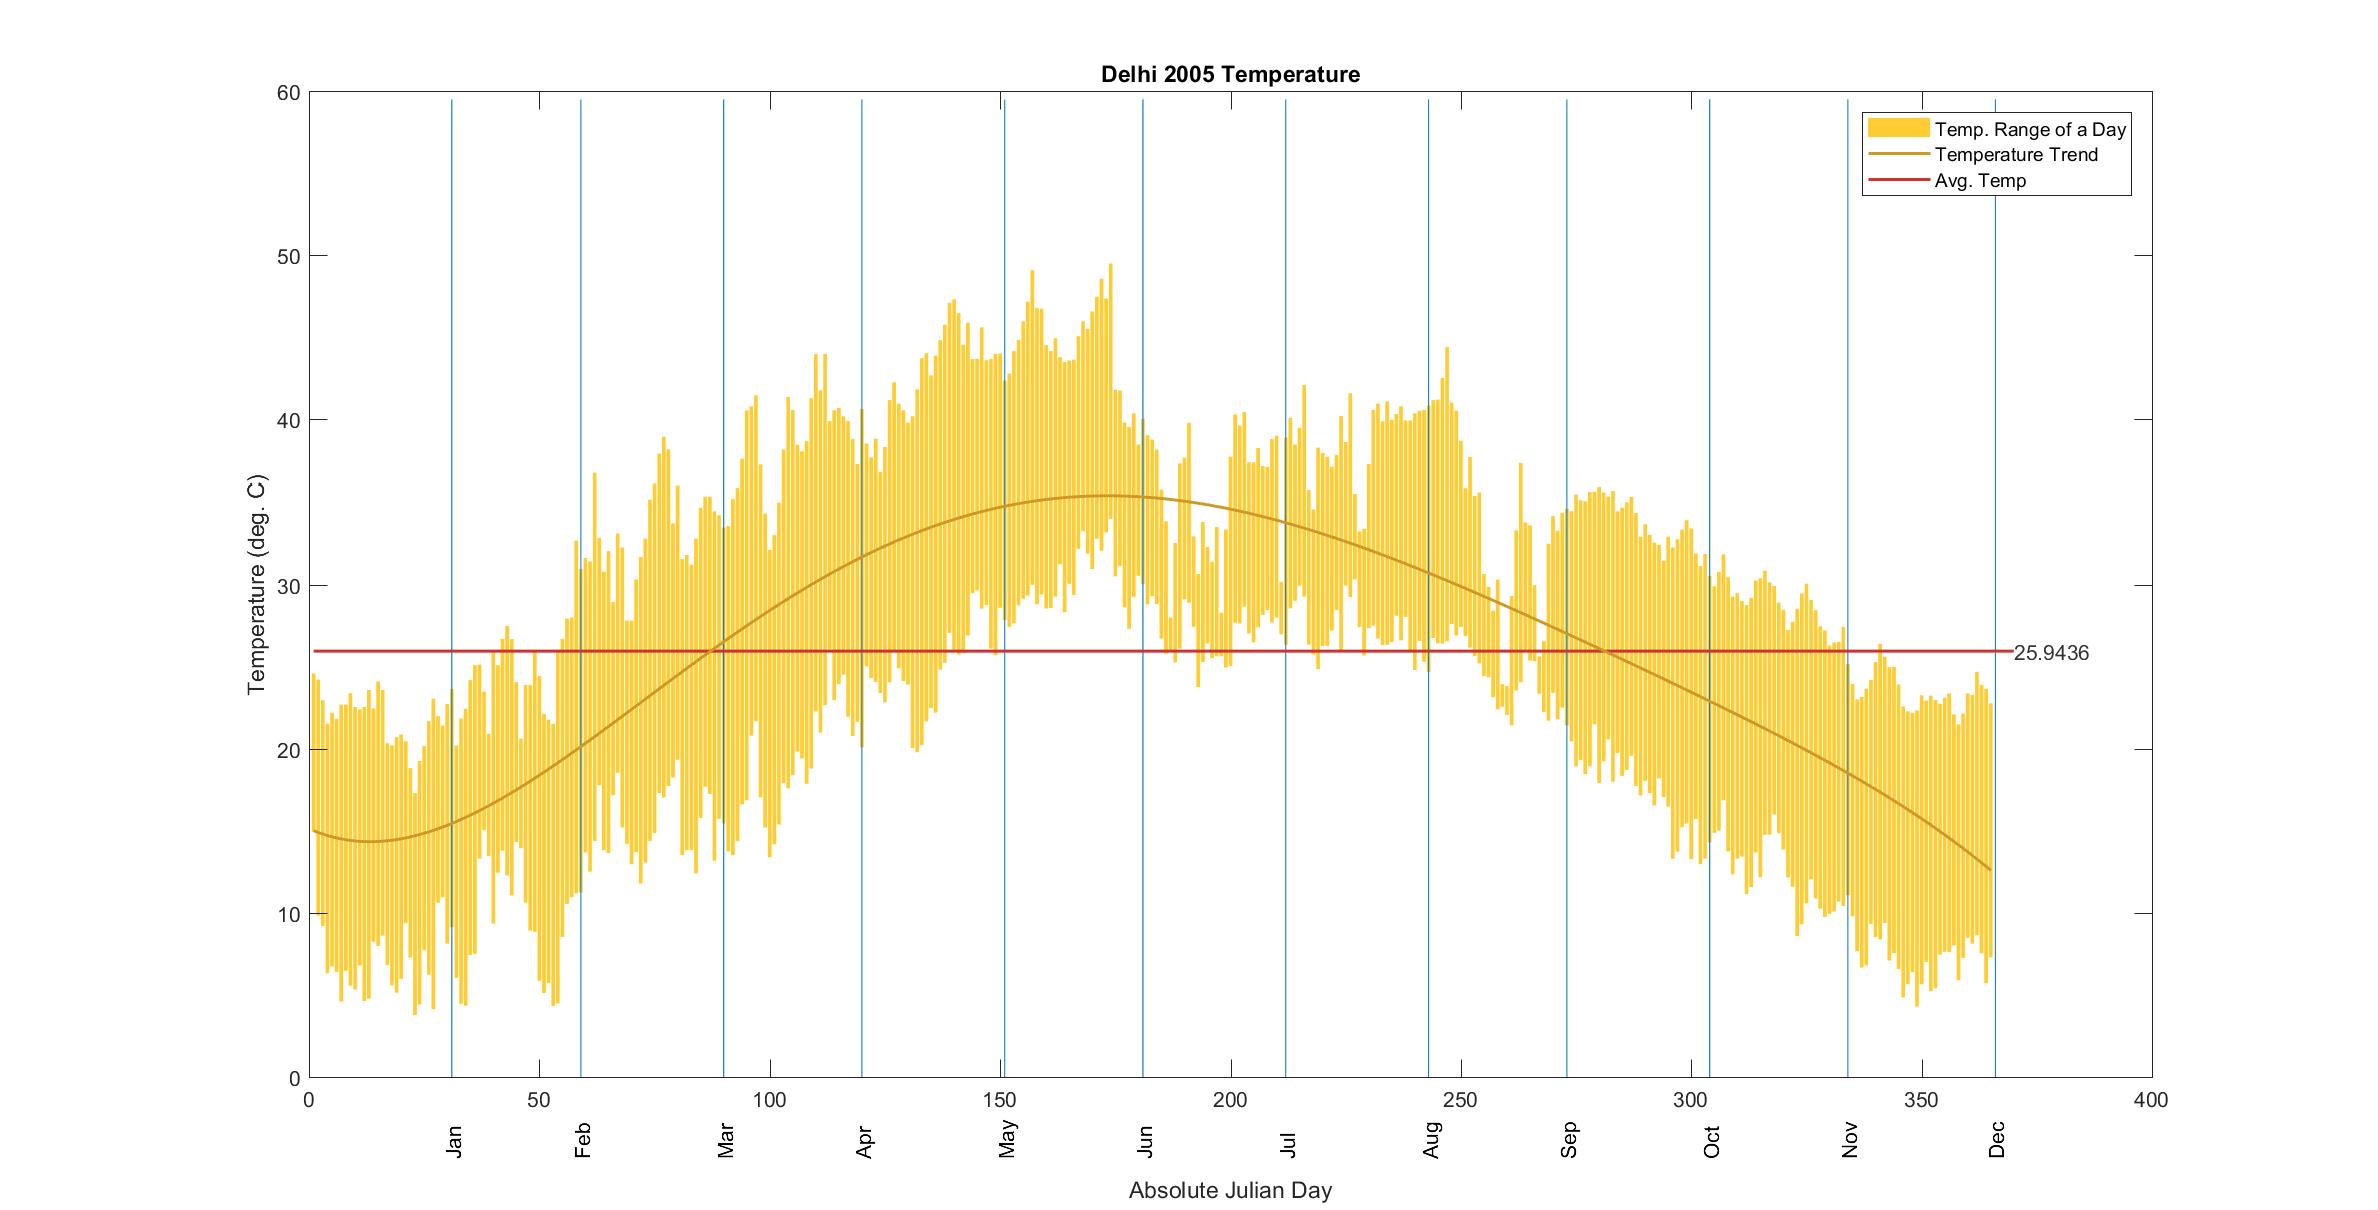 Delhi 2005 Temperature
60
50
40
30
20
10
0
Temperature (deg. C)
Temp. Range of a Day
Temperature Trend
Avg. Temp
25.9436
0 50 100 150 200 250 300 350 400
Jan Feb Mar Apr May Jun Jul Aug Sep Oct Nov Dec
Absolute Julian Day